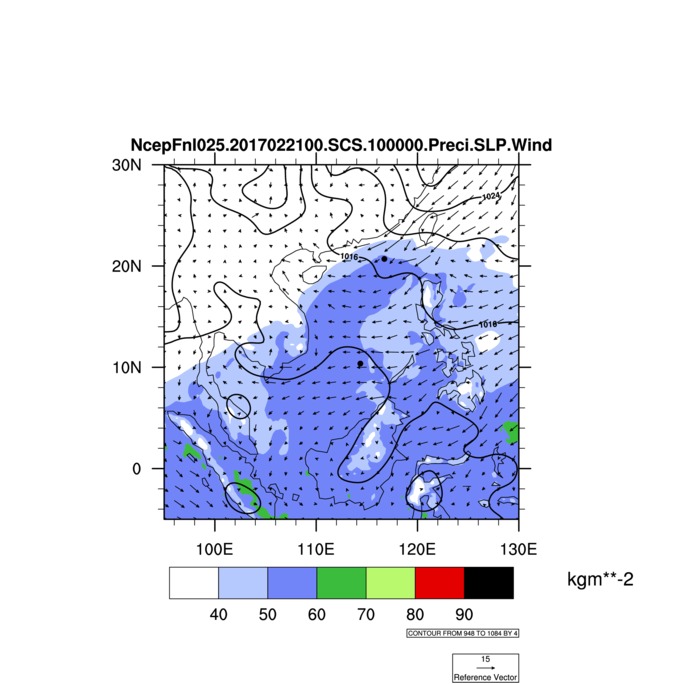 NcepFnl025.2017022100.SCS.100000.Preci.SLP.Wind
30N
1024
20N
1016
1016
10N
0
100E 110E 120E 130E
kgm**-2
40 50 60 70 80 90
CONTOUR FROM 948 TO 1084 BY 4
15
Reference Vector